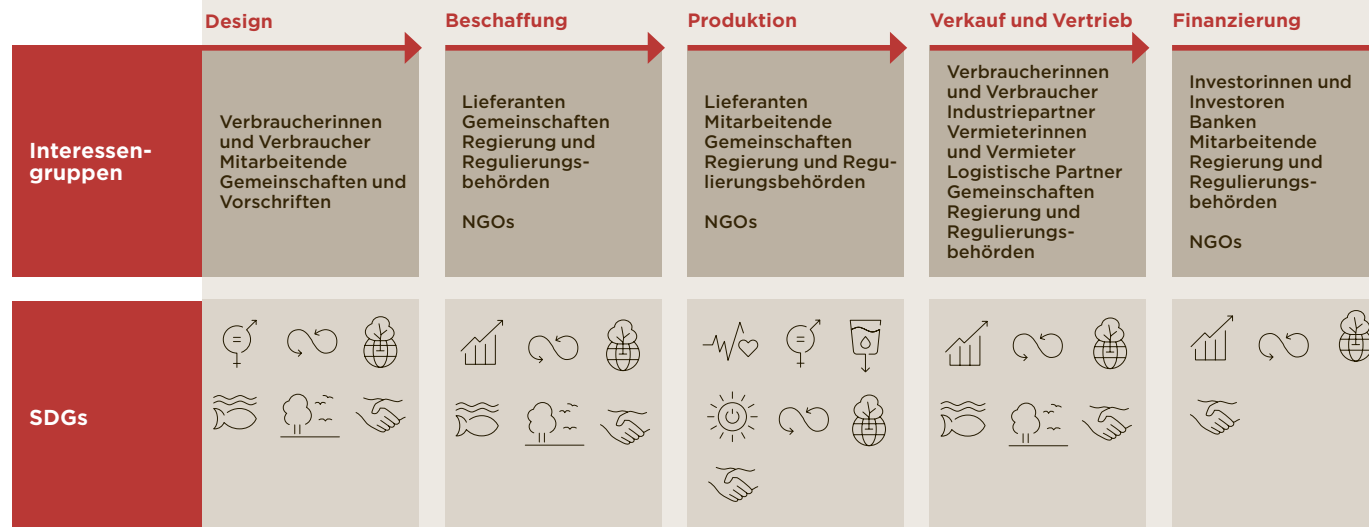 Design
Beschaffung
Produktion
Verkauf und Vertrieb
Finanzierung
Interessen-
gruppen
Verbraucherinnen
und Verbraucher
Mitarbeitende
Gemeinschaften und
Vorschriften
Lieferanten
Gemeinschaften
Regierung und
Regulierungs-
behörden
NGOs
Lieferanten
Mitarbeitende
Gemeinschaften
Regierung und Regu-
lierungsbehörden
NGOs
Verbraucherinnen
und Verbraucher
Industriepartner
Vermieterinnen
und Vermieter
Logistische Partner
Gemeinschaften
Regierung und
Regulierungs-
behörden
Investorinnen und
Investoren
Banken
Mitarbeitende
Regierung und
Regulierungs-
behörden
NGOs
SDGs